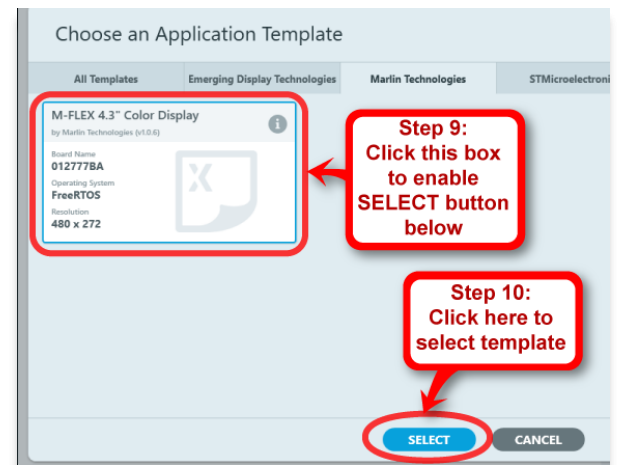 Choose an Application Template
All Templates
Emerging Display Technologies
Marlin Technologies
STMicroelectroni
M-FLEX 4.3" Color Display
by Marlin Technologies (v1.0.6)
Board Name
012777BA
Operating System
FreeRTOS
Resolution
480 x 272
X
Step 9:
Click this box
to enable
SELECT button
below
Step 10:
Click here to
select template
SELECT
CANCEL